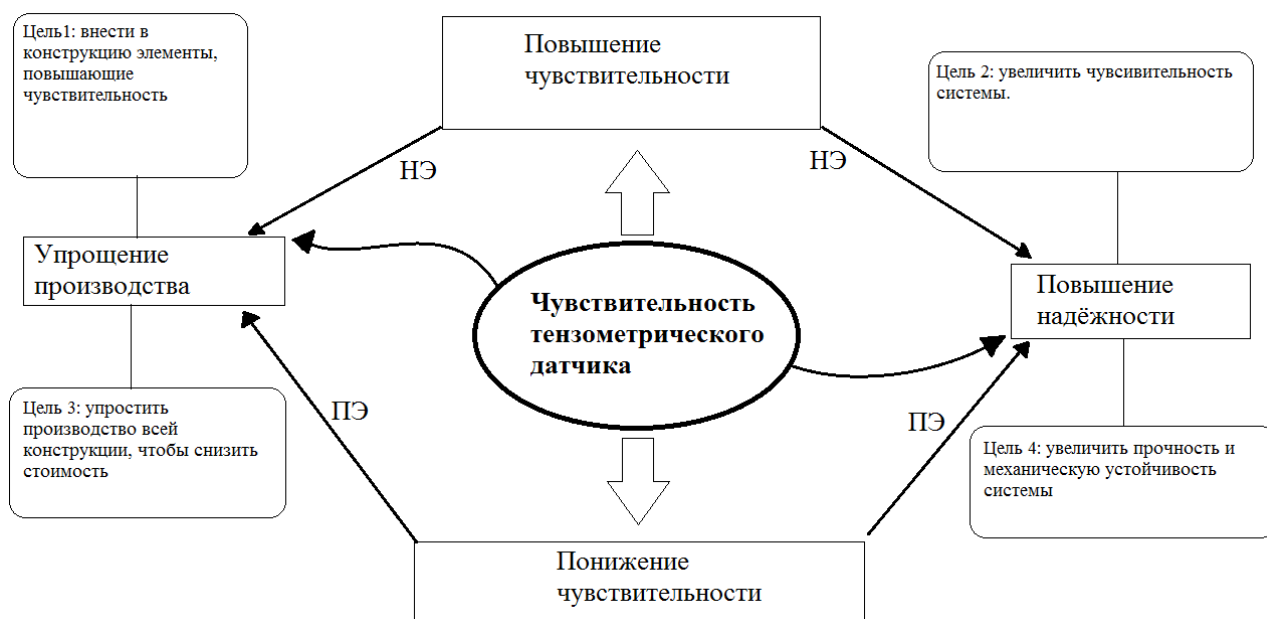 Цель1: внести в
конструкцию элементы,
повышающие
чувствительность
Повышение
чувствительности
Цель 2: увеличить чувсивительность
системы.
НЭ
НЭ
Упрощение
производства
Чувствительность
тензометрического
датчика
Повышение
надёжности
Цель 3: упростить
производство всей
конструкции, чтобы снизить
стоимость
ПЭ
ПЭ
Цель 4: увеличить прочность и
механическую устойчивость
системы
Понижение
чувствительности